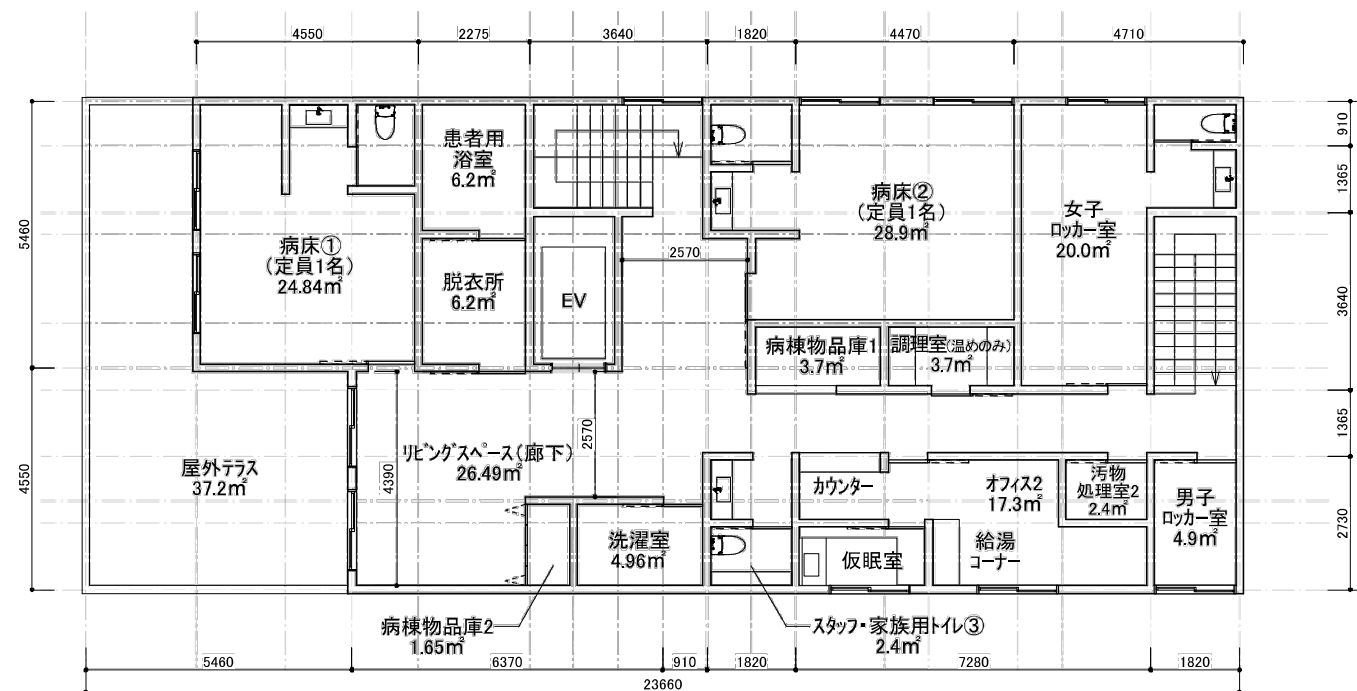 4550
2275
3640
1820
4470
4710
5460
4550
910
1365
3640
1365
2730
患者用
浴室
6.2㎡
病床①
(定員1名)
24.84㎡
脱衣所
6.2㎡
EV
2570
病床②
(定員1名)
28.9㎡
女子
ロッカー室
20.0㎡
病棟物品庫1
3.7㎡
調理室(温めのみ)
3.7㎡
屋外テラス
37.2㎡
4390
リビングスペース(廊下)
26.49㎡
2570
洗濯室
4.96㎡
カウンター
仮眠室
オフィス2
17.3㎡
給湯
コーナー
汚物
処理室2
2.4㎡
男子
ロッカー室
4.9㎡
病棟物品庫2
1.65㎡
スタッフ・家族用トイレ③
2.4㎡
5460
6370
910
1820
7280
1820
23660